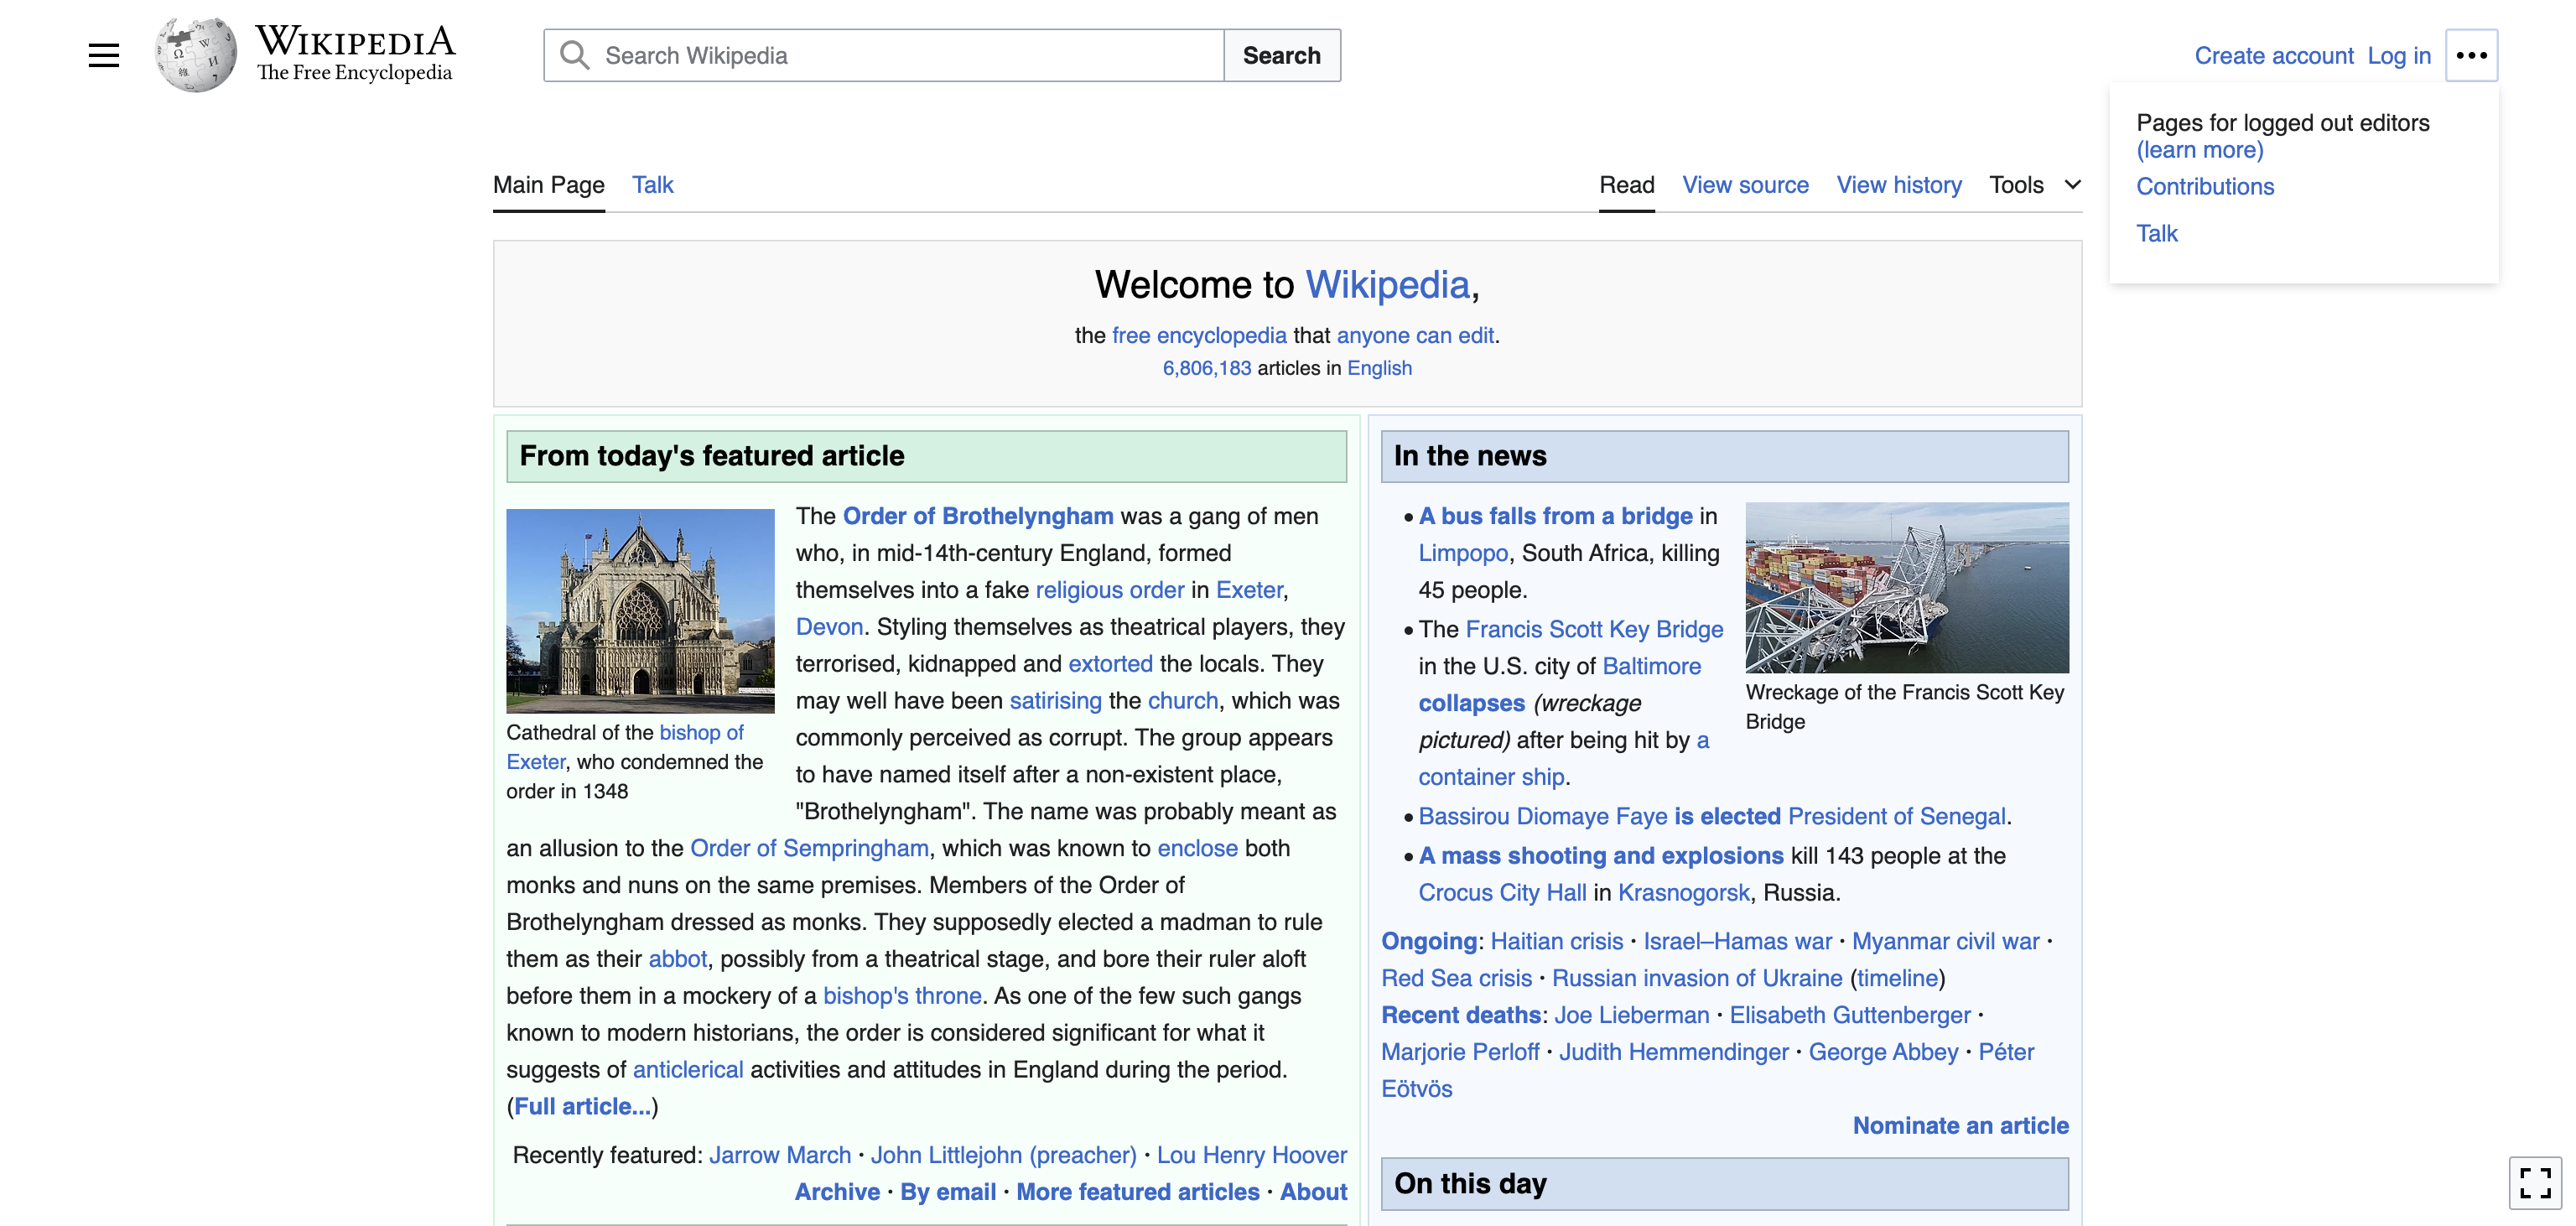 WIKIPEDIA
The Free Encyclopedia
Search Wikipedia
Search
Create account Log in
Pages for logged out editors
(learn more)
Contributions
Talk
Main Page Talk
Read View source View history Tools
Welcome to Wikipedia,
the free encyclopedia that anyone can edit.
6,806,183 articles in English
From today's featured article
The Order of Brothelyngham was a gang of men
who, in mid-14th-century England, formed
themselves into a fake religious order in Exeter,
Devon. Styling themselves as theatrical players, they
terrorised, kidnapped and extorted the locals. They
may well have been satirising the church, which was
commonly perceived as corrupt. The group appears
to have named itself after a non-existent place,
"Brothelyngham". The name was probably meant as
an allusion to the Order of Sempringham, which was known to enclose both
monks and nuns on the same premises. Members of the Order of
Brothelyngham dressed as monks. They supposedly elected a madman to rule
them as their abbot, possibly from a theatrical stage, and bore their ruler aloft
before them in a mockery of a bishop's throne. As one of the few such gangs
known to modern historians, the order is considered significant for what it
suggests of anticlerical activities and attitudes in England during the period.
(Full article...)
Cathedral of the bishop of
Exeter, who condemned the
order in 1348
Recently featured: Jarrow March · John Littlejohn (preacher) · Lou Henry Hoover
Archive · By email · More featured articles · About
In the news
• A bus falls from a bridge in
Limpopo, South Africa, killing
45 people.
• The Francis Scott Key Bridge
in the U.S. city of Baltimore
collapses (wreckage
pictured) after being hit by a
container ship.
Wreckage of the Francis Scott Key
Bridge
• Bassirou Diomaye Faye is elected President of Senegal.
• A mass shooting and explosions kill 143 people at the
Crocus City Hall in Krasnogorsk, Russia.
Ongoing: Haitian crisis · Israel–Hamas war · Myanmar civil war ·
Red Sea crisis · Russian invasion of Ukraine (timeline)
Recent deaths: Joe Lieberman · Elisabeth Guttenberger ·
Marjorie Perloff · Judith Hemmendinger · George Abbey · Péter
Eötvös
Nominate an article
On this day